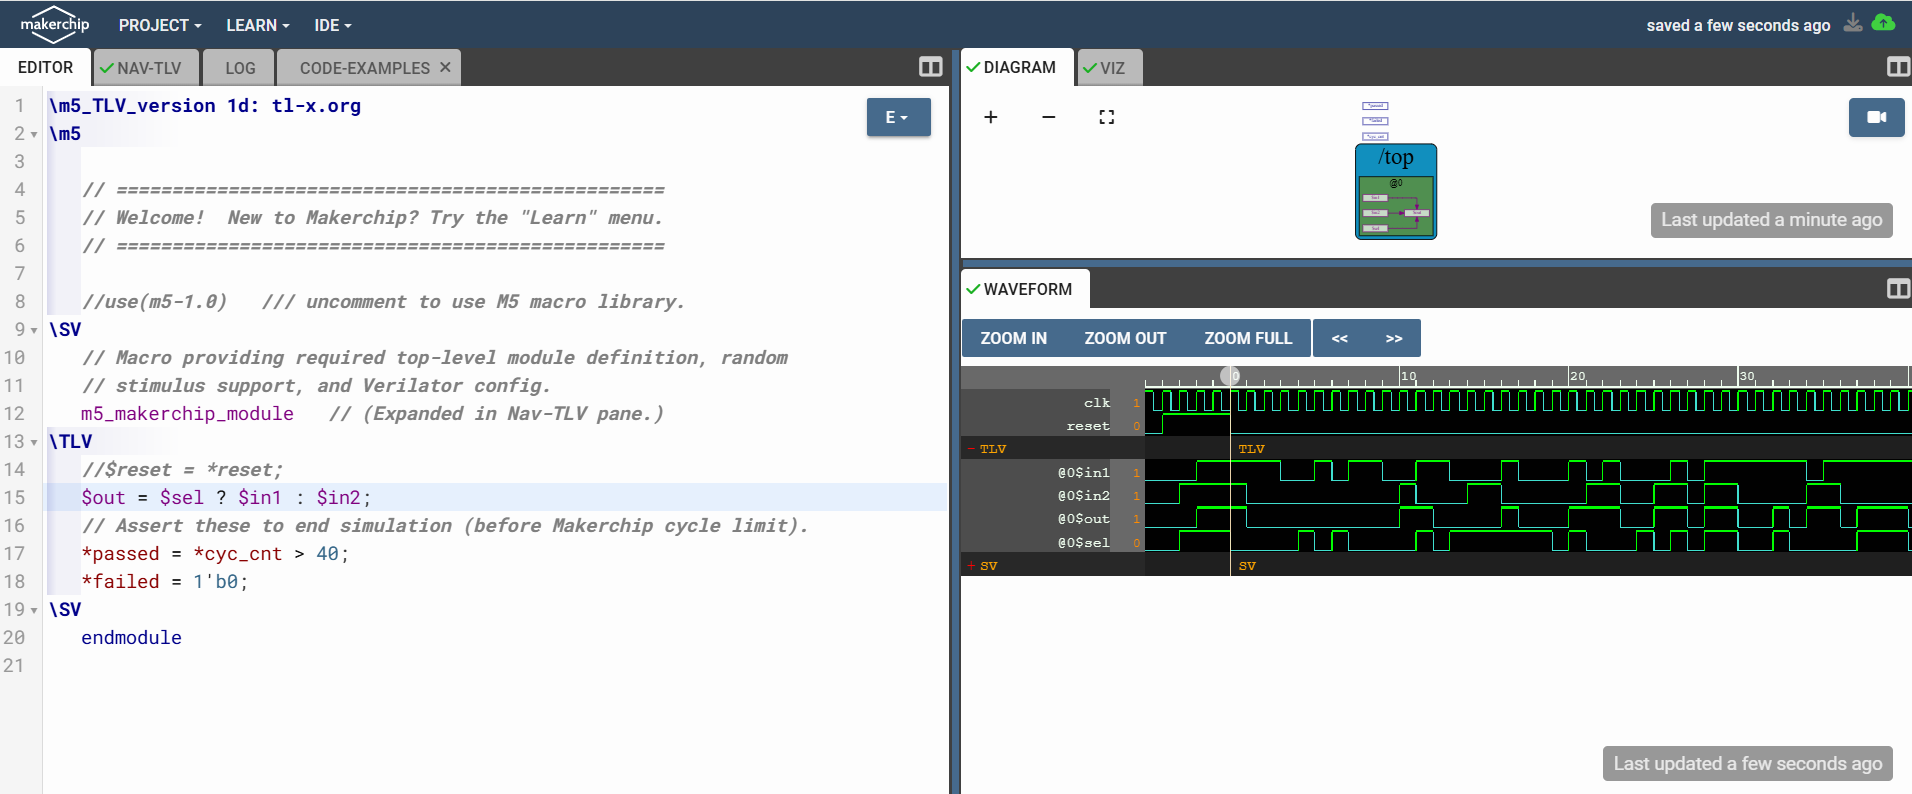 makerchip PROJECT LEARN IDE saved a few seconds ago
EDITOR NAV-TLV LOG CODE-EXAMPLES
1 \m5_TLV_version 1d: tl-x.org
2 \m5
3
4 // =================================================
5 // Welcome!  New to Makerchip? Try the "Learn" menu.
6 // =================================================
7
8 //use(m5-1.0)   /// uncomment to use M5 macro library.
9 \SV
10 // Macro providing required top-level module definition, random
11 // stimulus support, and Verilator config.
12 m5_makerchip_module   // (Expanded in Nav-TLV pane.)
13 \TLV
14 //$reset = *reset;
15 $out = $sel ? $in1 : $in2;
16 // Assert these to end simulation (before Makerchip cycle limit).
17 *passed = *cyc_cnt > 40;
18 *failed = 1'b0;
19 \SV
20 endmodule
21
E
DIAGRAM VIZ
/top
@0
Last updated a minute ago
WAVEFORM
ZOOM IN ZOOM OUT ZOOM FULL << >>
0 10 20 30
clk 1
reset 0
- TLV TLV
@0$in1 1
@0$in2 1
@0$out 1
@0$sel 0
+ SV SV
Last updated a few seconds ago